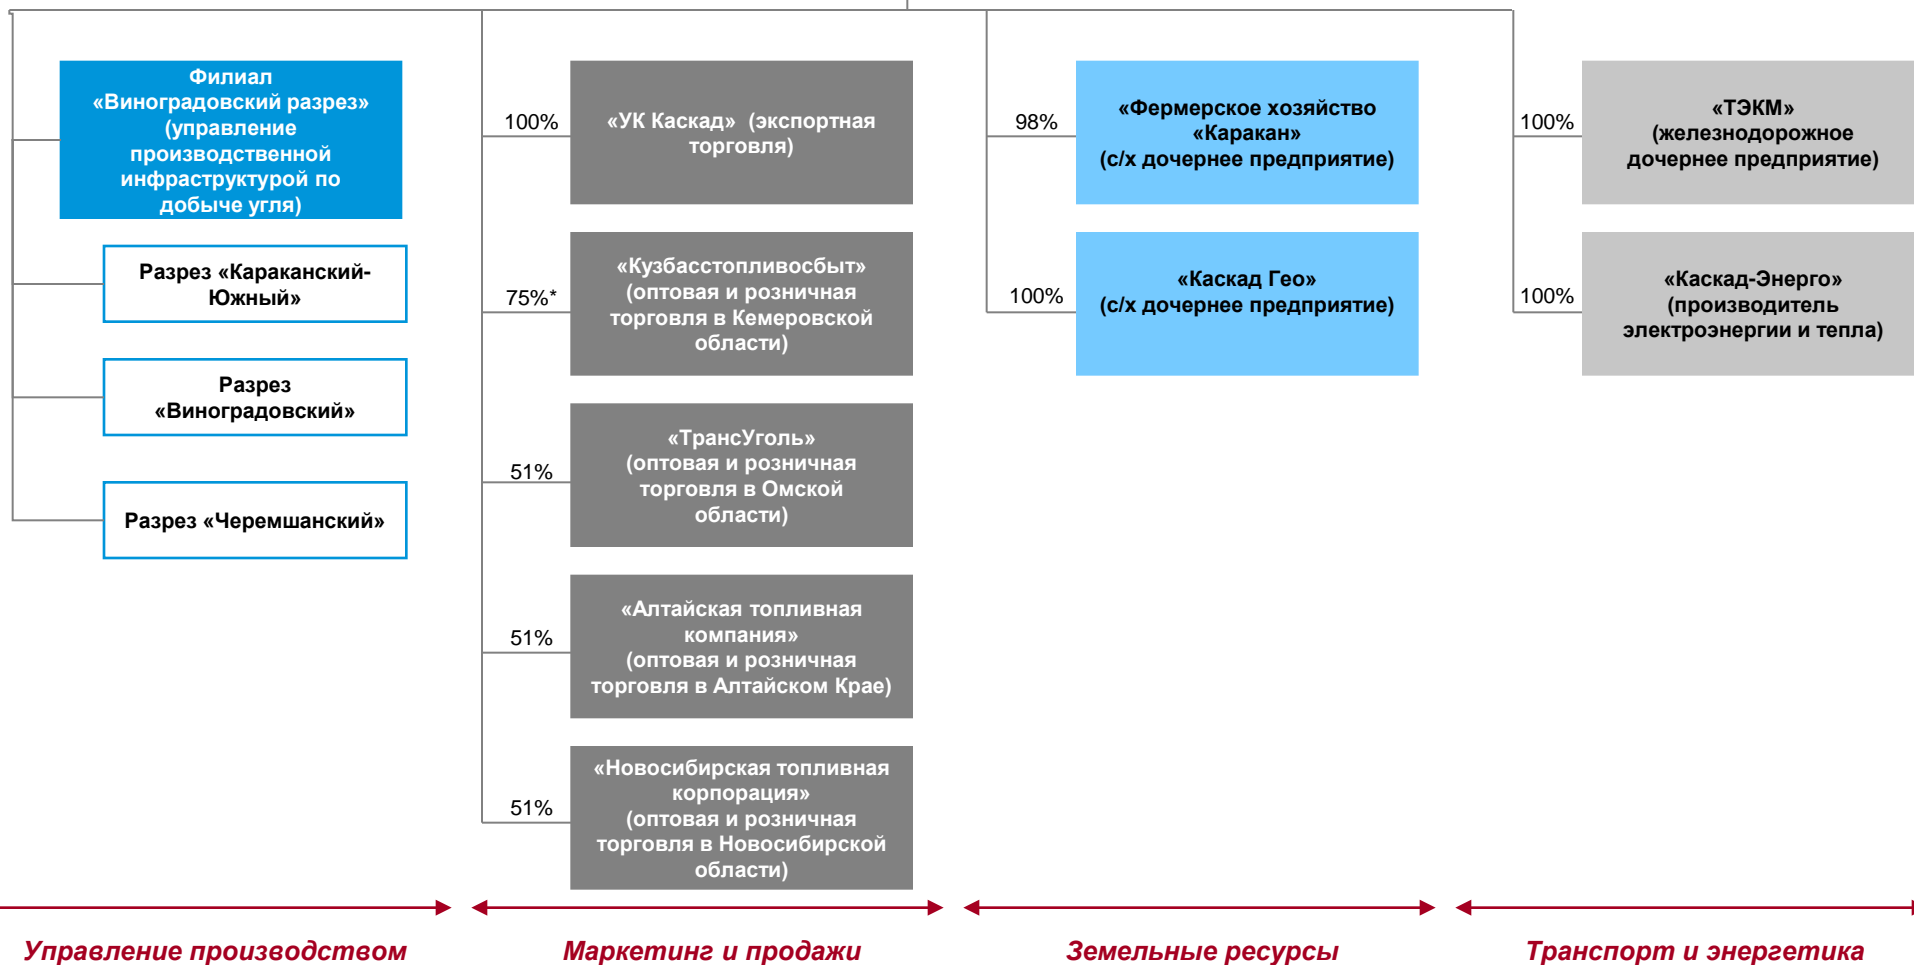 Филиал
«Виноградовский разрез»
(управление
производственной
инфраструктурой по
добыче угля)
Разрез «Караканский-
Южный»
Разрез
«Виноградовский»
Разрез «Черемшанский»
100%
«УК Каскад» (экспортная
торговля)
75%*
«Кузбасстопливосбыт»
(оптовая и розничная
торговля в Кемеровской
области)
51%
«ТрансУголь»
(оптовая и розничная
торговля в Омской
области)
51%
«Алтайская топливная
компания»
(оптовая и розничная
торговля в Алтайском Крае)
51%
«Новосибирская топливная
корпорация»
(оптовая и розничная
торговля в Новосибирской
области)
98%
«Фермерское хозяйство
«Каракан»
(с/х дочернее предприятие)
100%
«Каскад Гео»
(с/х дочернее предприятие)
100%
«ТЭКМ»
(железнодорожное
дочернее предприятие)
100%
«Каскад-Энерго»
(производитель
электроэнергии и тепла)
Управление производством
Маркетинг и продажи
Земельные ресурсы
Транспорт и энергетика